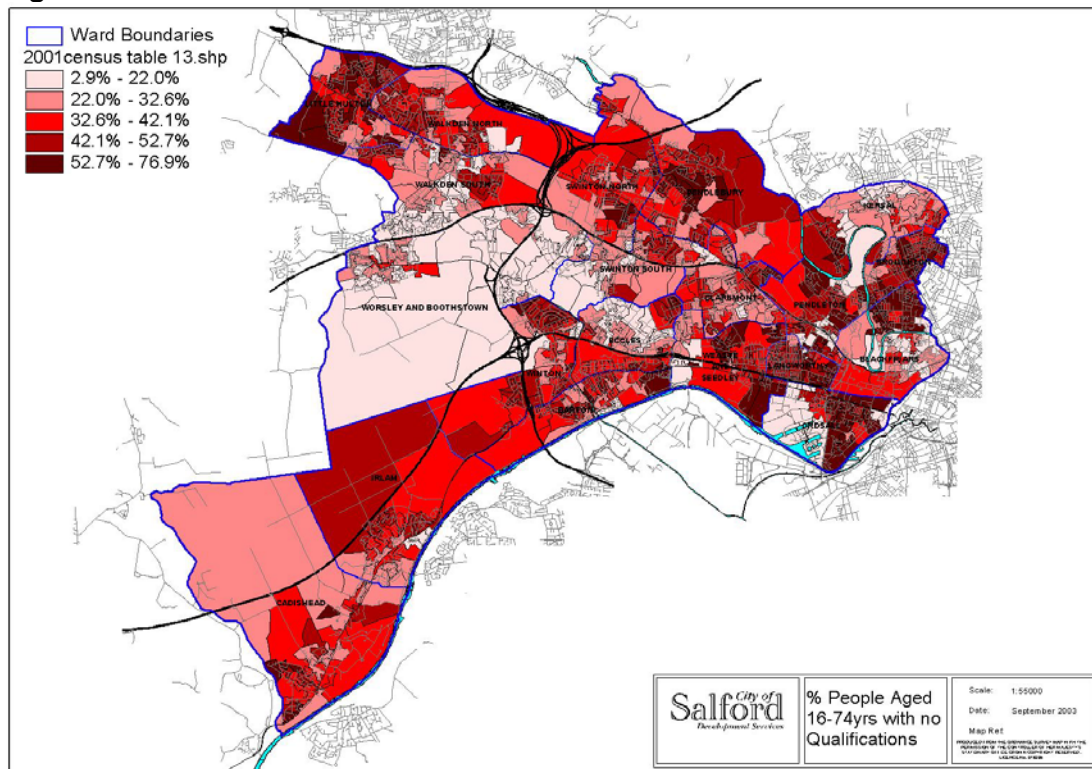 Ward Boundaries
2001census table 13.shp
2.9% - 22.0%
22.0% - 32.6%
32.6% - 42.1%
42.1% - 52.7%
52.7% - 76.9%
LITTLE HULTON
WALKDEN NORTH
WALKDEN SOUTH
SWINTON NORTH
PENDLEBURY
KERSAL
BROUGHTON
SWINTON SOUTH
CLAREMONT
PENDLETON
WORSLEY AND BOOTHSTOWN
ECCLES
BLACKFRIARS
WINTON
WEASTE
AND
SEEDLEY
LANGWORTHY
BARTON
ORDSALL
IRLAM
CADISHEAD
City of
Salford
Development Services
% People Aged
16-74yrs with no
Qualifications
Scale: 1:55000
Date: September 2003
Map Ref: